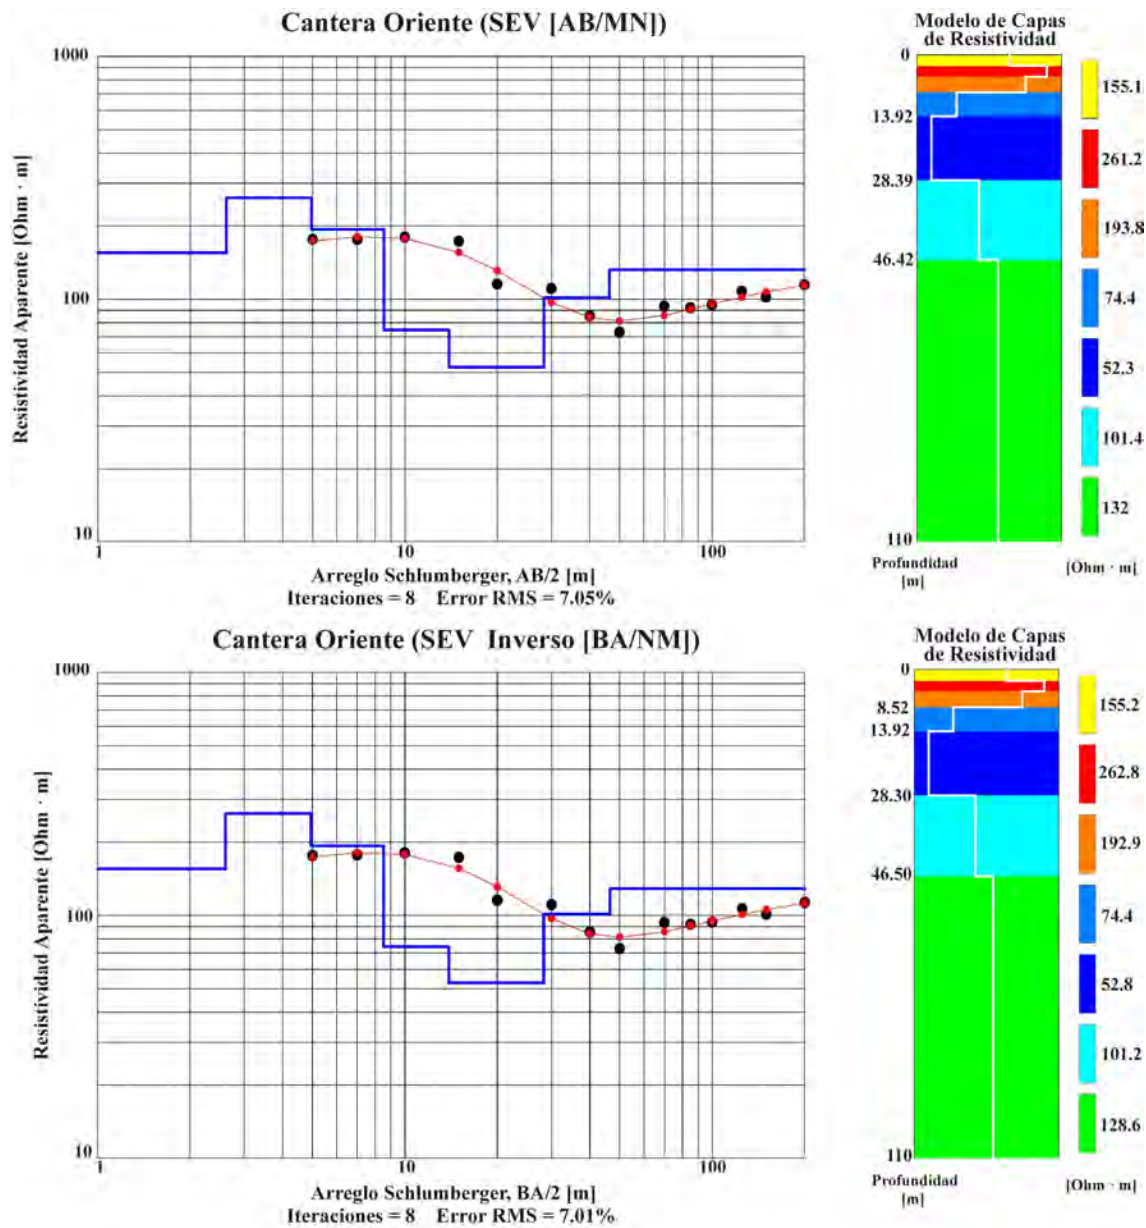 Cantera Oriente (SEV [AB/MN])
Resistividad Aparente [Ohm · m]
1000
100
10
1
10
100
Arreglo Schlumberger, AB/2 [m]
Iteraciones = 8 Error RMS = 7.05%
Modelo de Capas
de Resistividad
0
13.92
28.39
46.42
110
Profundidad
[m]
155.1
261.2
193.8
74.4
52.3
101.4
132
[Ohm · m]
Cantera Oriente (SEV Inverso [BA/NM])
Resistividad Aparente [Ohm · m]
1000
100
10
1
10
100
Arreglo Schlumberger, BA/2 [m]
Iteraciones = 8 Error RMS = 7.01%
Modelo de Capas
de Resistividad
0
8.52
13.92
28.30
46.50
110
Profundidad
[m]
155.2
262.8
192.9
74.4
52.8
101.2
128.6
[Ohm · m]